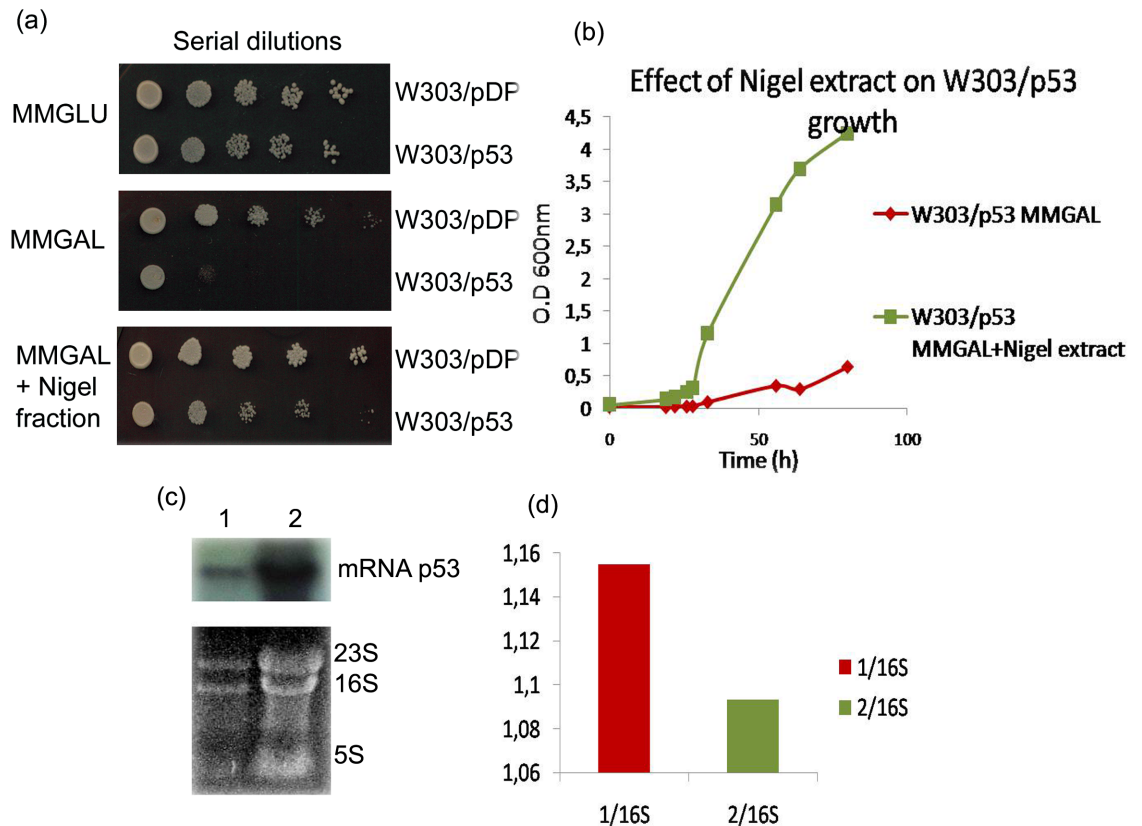 (a)
Serial dilutions
MMGLU
W303/pDP
W303/p53
MMGAL
W303/pDP
W303/p53
MMGAL
+ Nigel
fraction
W303/pDP
W303/p53
(b)
Effect of Nigel extract on W303/p53
growth
4,5
4
3,5
3
2,5
2
1,5
1
0,5
0
O.D 600nm
0
50
100
Time (h)
W303/p53 MMGAL
W303/p53
MMGAL+Nigel extract
(c)
1
2
mRNA p53
23S
16S
5S
(d)
1,16
1,14
1,12
1,1
1,08
1,06
1/16S
2/16S
1/16S
2/16S